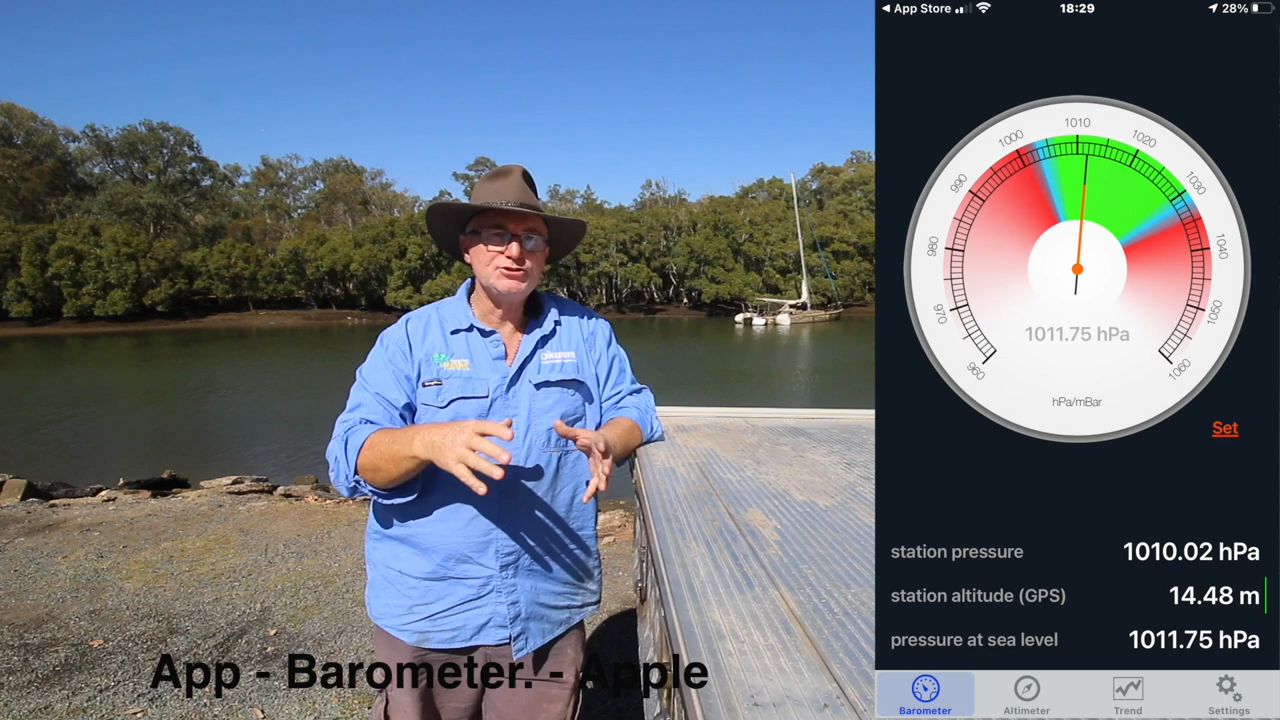 App Store
18:29
28%
960
970
980
990
1000
1010
1020
1030
1040
1050
1060
1011.75 hPa
hPa/mBar
Set
station pressure 1010.02 hPa
station altitude (GPS) 14.48 m
pressure at sea level 1011.75 hPa
Barometer Altimeter Trend Settings
okuma
App - Barometer. - Apple